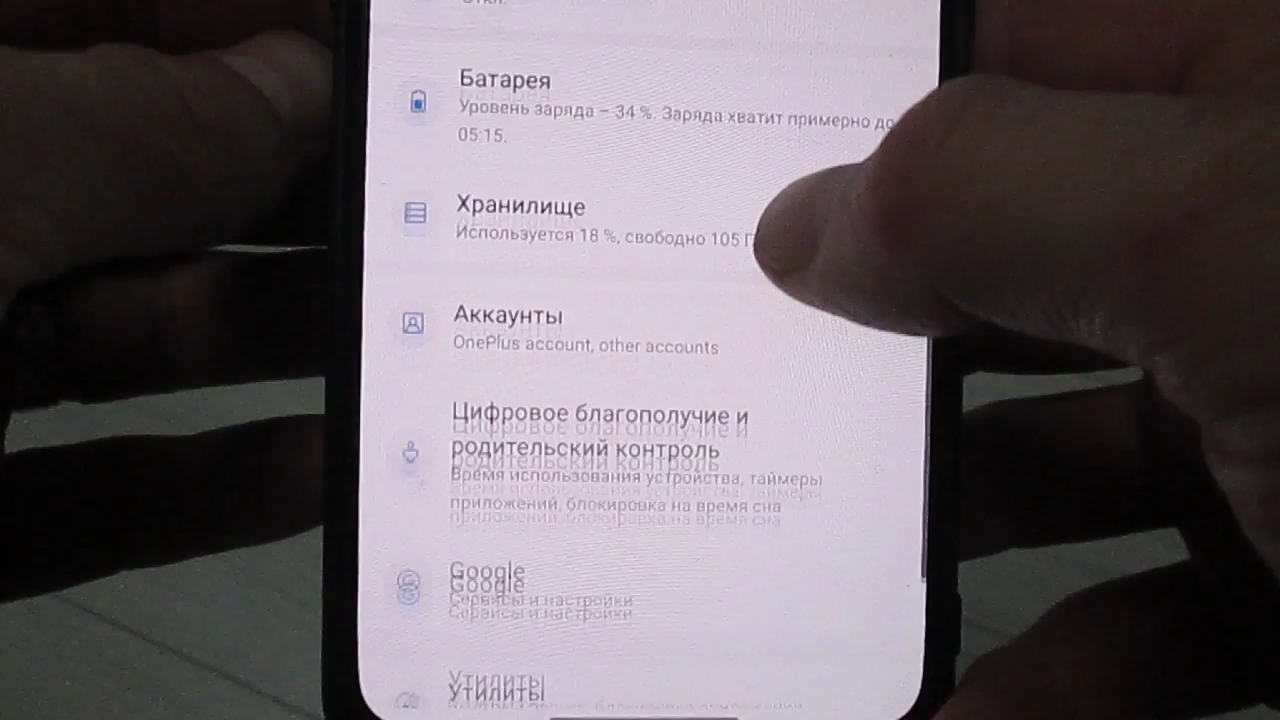 Откл.
Батарея
Уровень заряда – 34 %. Заряда хватит примерно до
05:15.
Хранилище
Используется 18 %, свободно 105 Г
Аккаунты
OnePlus account, other accounts
Цифровое благополучие и
родительский контроль
Время использования устройства, таймеры
приложений, блокировка на время сна
Google
Сервисы и настройки
Утилиты